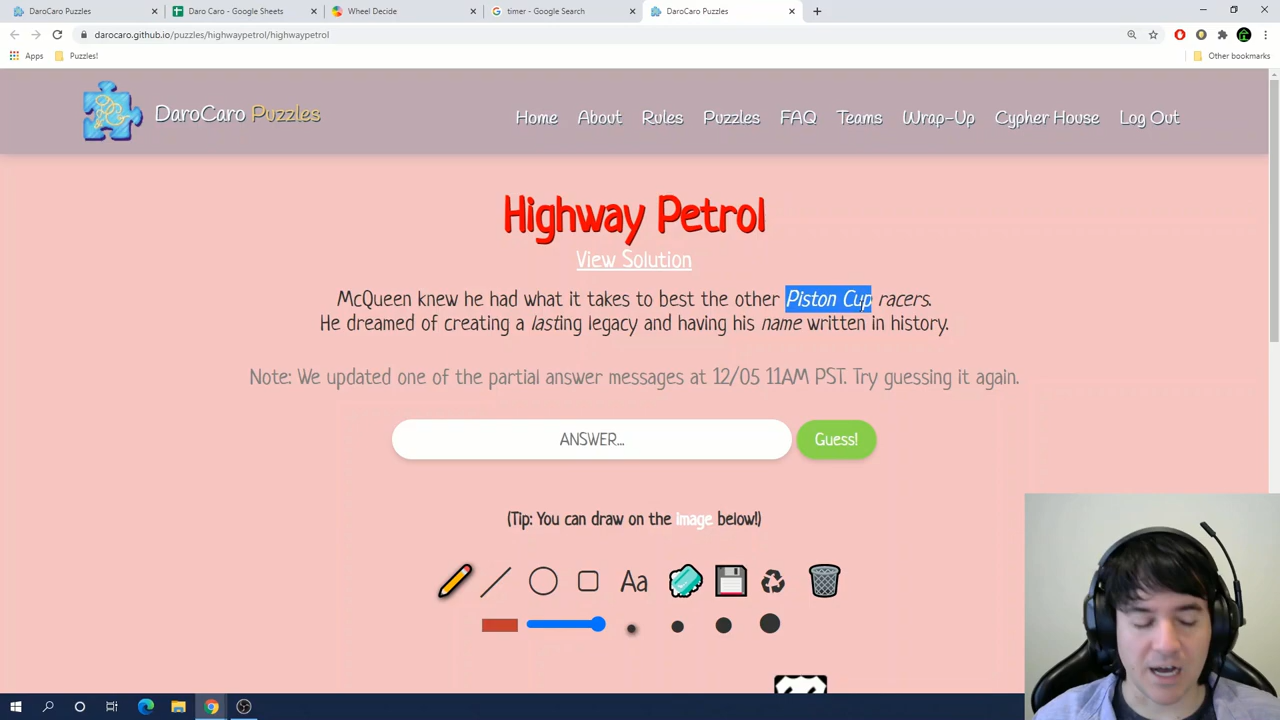 DaroCaro Puzzles
Daro Caro - Google Sheets
Wheel Decide
timer - Google Search
DaroCaro Puzzles
darocaro.github.io/puzzles/highwaypetrol/highwaypetrol
Apps
Puzzles!
Other bookmarks
DaroCaro Puzzles
Home
About
Rules
Puzzles
FAQ
Teams
Wrap-Up
Cypher House
Log Out
Highway Petrol
View Solution
McQueen knew he had what it takes to best the other Piston Cup racers.
He dreamed of creating a lasting legacy and having his name written in history.
Note: We updated one of the partial answer messages at 12/05 11AM PST. Try guessing it again.
ANSWER...
Guess!
(Tip: You can draw on the image below!)
Aa